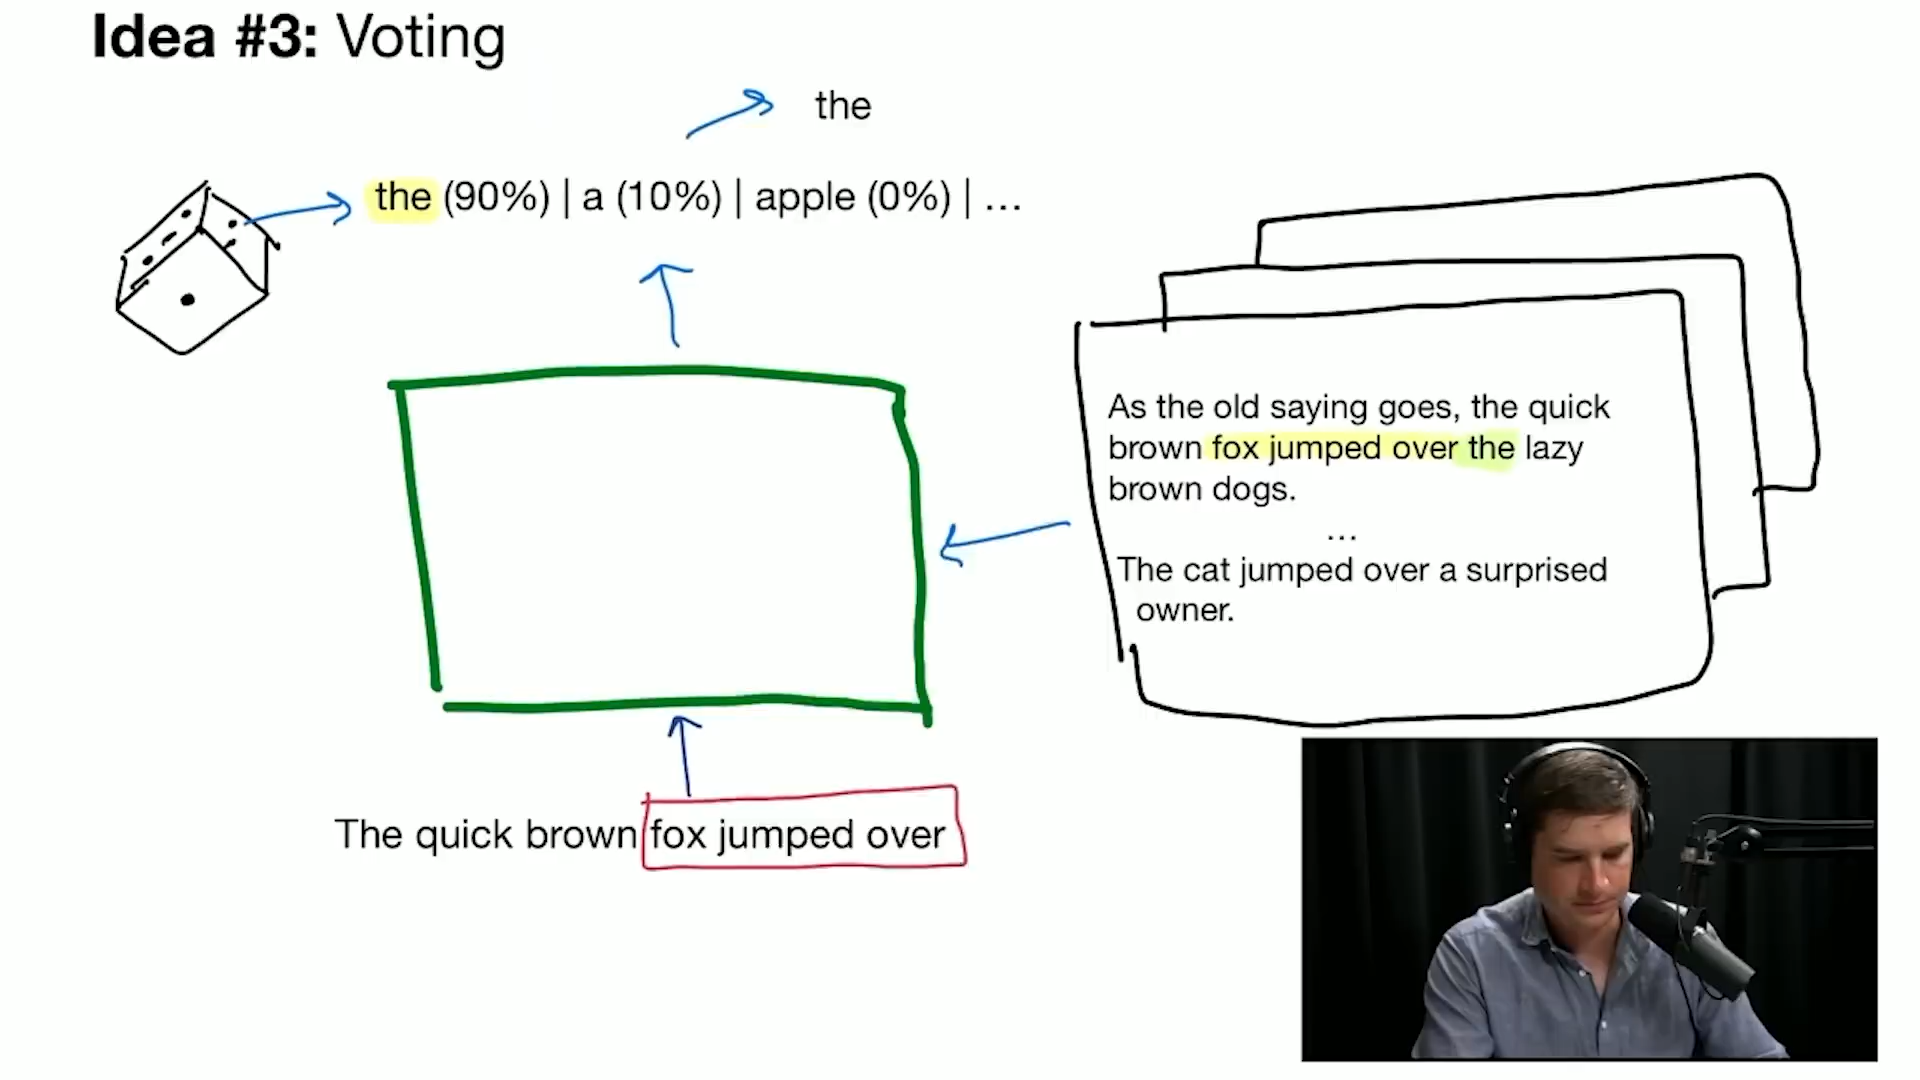 Idea #3: Voting
the
the (90%) | a (10%) | apple (0%) | ...
As the old saying goes, the quick
brown fox jumped over the lazy
brown dogs.
...
The cat jumped over a surprised
owner.
The quick brown fox jumped over